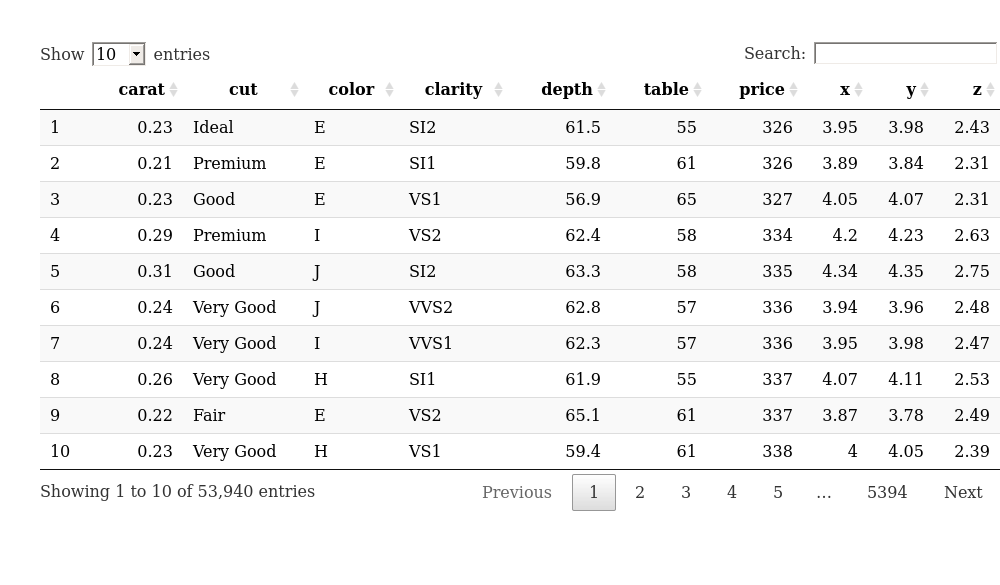 Show 10 entries Search:
carat cut color clarity depth table price x y z
1 0.23 Ideal E SI2 61.5 55 326 3.95 3.98 2.43
2 0.21 Premium E SI1 59.8 61 326 3.89 3.84 2.31
3 0.23 Good E VS1 56.9 65 327 4.05 4.07 2.31
4 0.29 Premium I VS2 62.4 58 334 4.2 4.23 2.63
5 0.31 Good J SI2 63.3 58 335 4.34 4.35 2.75
6 0.24 Very Good J VVS2 62.8 57 336 3.94 3.96 2.48
7 0.24 Very Good I VVS1 62.3 57 336 3.95 3.98 2.47
8 0.26 Very Good H SI1 61.9 55 337 4.07 4.11 2.53
9 0.22 Fair E VS2 65.1 61 337 3.87 3.78 2.49
10 0.23 Very Good H VS1 59.4 61 338 4 4.05 2.39
Showing 1 to 10 of 53,940 entries Previous 1 2 3 4 5 … 5394 Next